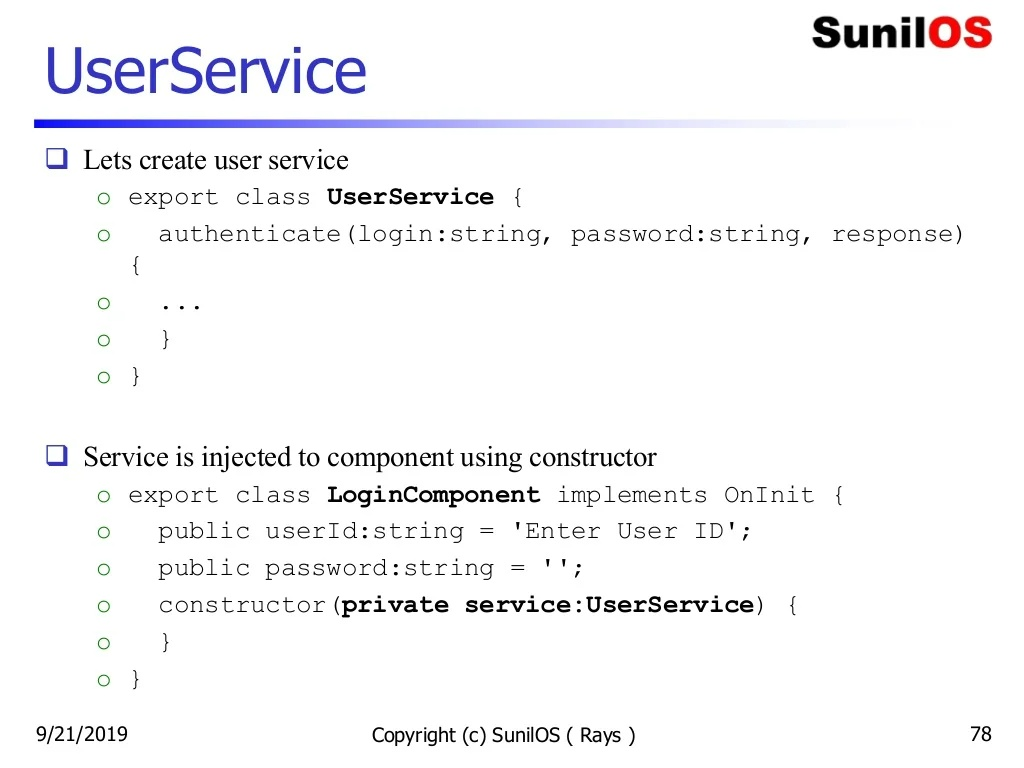 SunilOS
UserService
Lets create user service
export class UserService {
authenticate(login:string, password:string, response)
{
...
}
}
Service is injected to component using constructor
export class LoginComponent implements OnInit {
public userId:string = 'Enter User ID';
public password:string = '';
constructor(private service:UserService) {
}
}
9/21/2019
Copyright (c) SunilOS ( Rays )
78